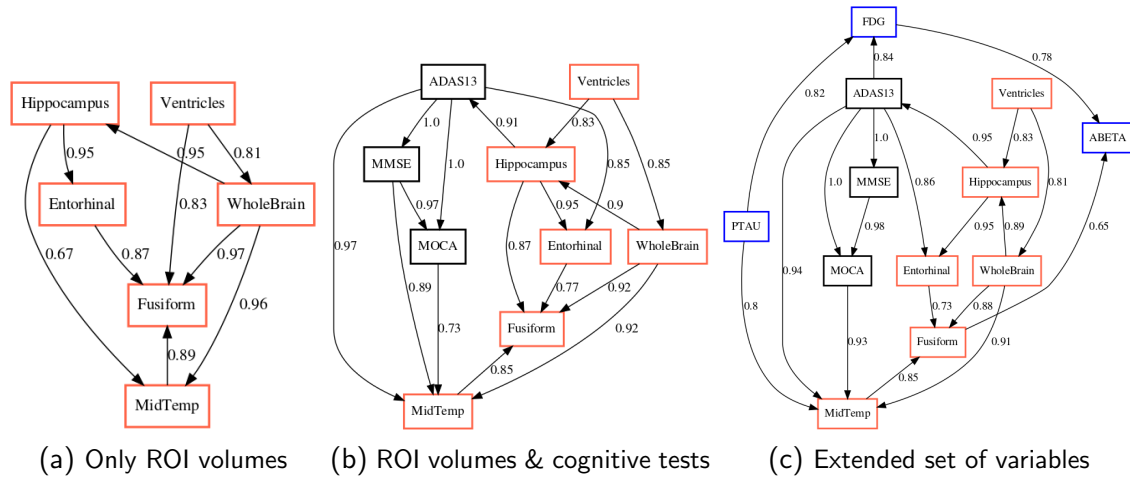 Hippocampus
Ventricles
0.95
0.95
0.81
Entorhinal
0.83
WholeBrain
0.67
0.87
0.97
Fusiform
0.96
0.89
MidTemp
(a) Only ROI volumes
ADAS13
Ventricles
0.91
0.83
1.0
MMSE
1.0
Hippocampus
0.85
0.85
0.97
0.95
0.9
0.97
MOCA
0.87
Entorhinal
WholeBrain
0.89
0.77
0.92
0.73
Fusiform
0.92
0.85
MidTemp
(b) ROI volumes & cognitive tests
FDG
0.84
0.78
0.82
ADAS13
Ventricles
1.0
0.95
0.83
ABETA
1.0
MMSE
0.86
Hippocampus
0.81
PTAU
0.98
0.95
0.89
0.65
0.94
MOCA
Entorhinal
WholeBrain
0.8
0.73
0.88
0.93
Fusiform
0.91
0.85
MidTemp
(c) Extended set of variables